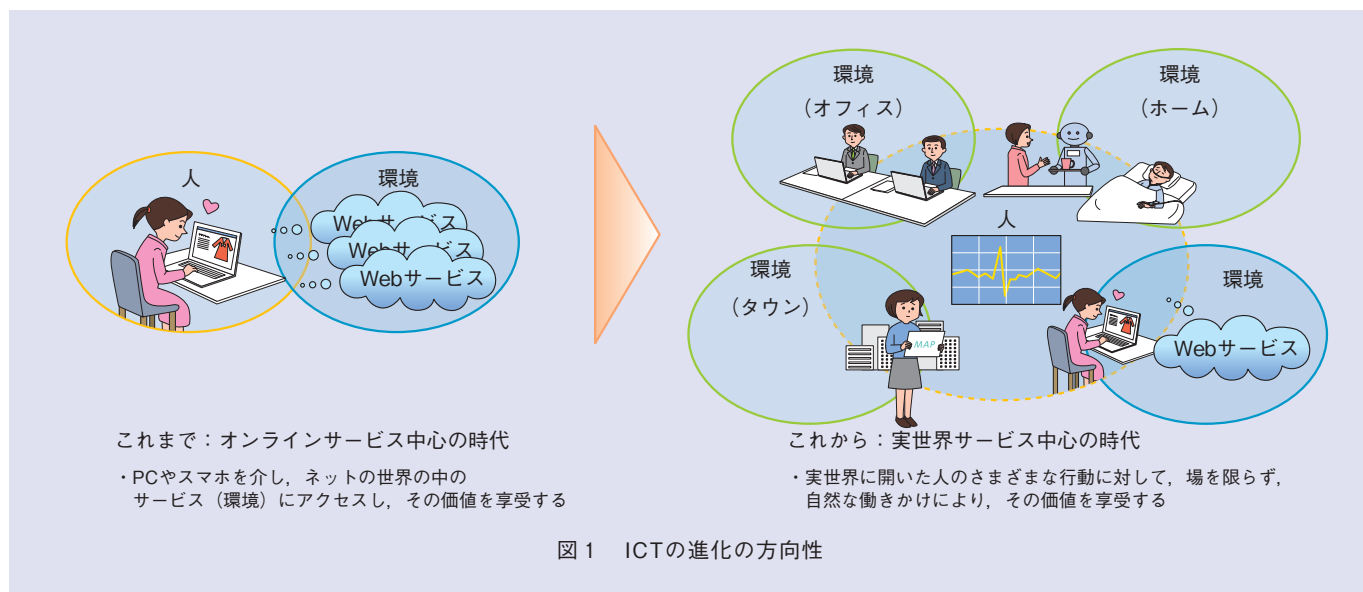 人
環境
Webサービス
Webサービス
Webサービス
これまで：オンラインサービス中心の時代
・PCやスマホを介し，ネットの世界の中の
サービス（環境）にアクセスし，その価値を享受する
環境
（オフィス）
環境
（ホーム）
人
環境
（タウン）
MAP
環境
Webサービス
これから：実世界サービス中心の時代
・実世界に開いた人のさまざまな行動に対して，場を限らず，
自然な働きかけにより，その価値を享受する
図1　ICTの進化の方向性